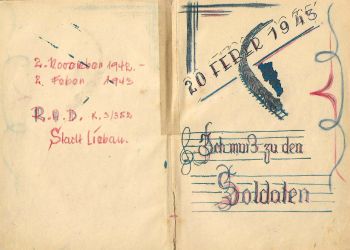 2. November 1942.-
2. Feber 1943
R.A.D. K. 3/352
Stadt Liebau.
20 FEBER 1943
Ich muß zu den
Soldaten